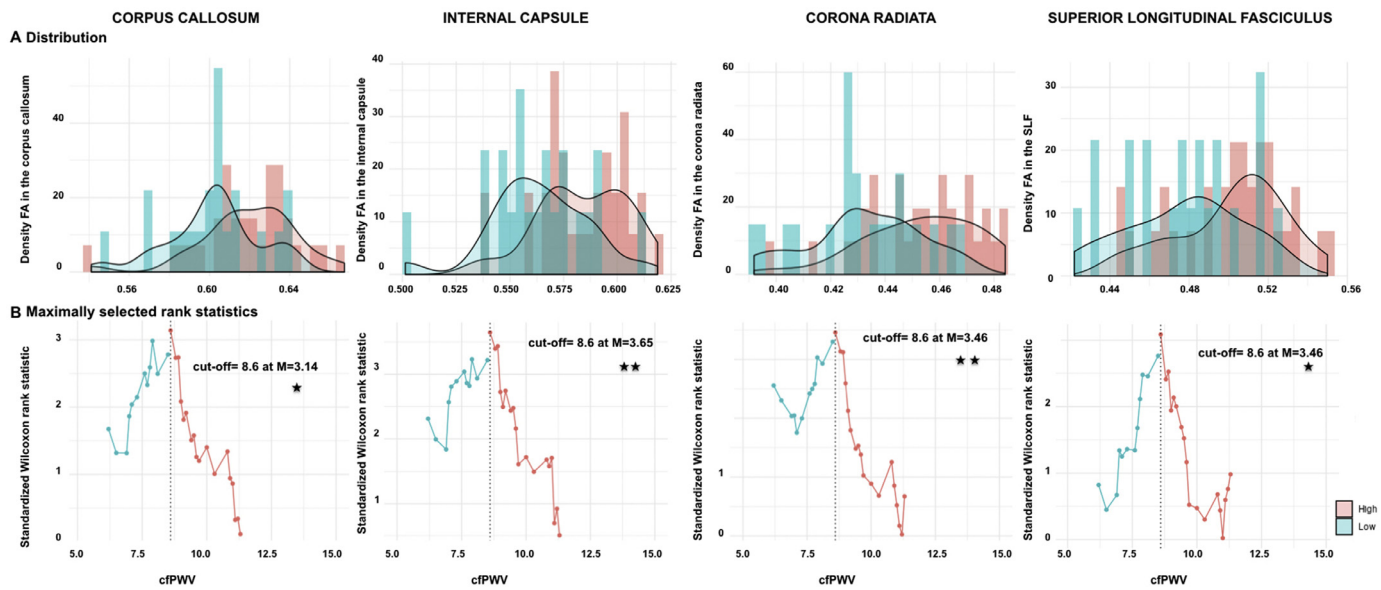 CORPUS CALLOSUM
INTERNAL CAPSULE
CORONA RADIATA
SUPERIOR LONGITUDINAL FASCICULUS
A Distribution
Density FA in the corpus callosum
40
20
0
0.56
0.60
0.64
Density FA in the internal capsule
40
30
20
10
0
0.500
0.525
0.550
0.575
0.600
0.625
Density FA in the corona radiata
60
40
20
0
0.40
0.42
0.44
0.46
0.48
Density FA in the SLF
30
20
10
0
0.44
0.48
0.52
0.56
B Maximally selected rank statistics
Standardized Wilcoxon rank statistic
3
2
1
0
cut-off= 8.6 at M=3.14
5.0
7.5
10.0
12.5
15.0
cfPWV
Standardized Wilcoxon rank statistic
3
2
1
cut-off= 8.6 at M=3.65
5.0
7.5
10.0
12.5
15.0
cfPWV
Standardized Wilcoxon rank statistic
1
0
cut-off= 8.6 at M=3.46
5.0
7.5
10.0
12.5
15.0
cfPWV
Standardized Wilcoxon rank statistic
2
1
0
cut-off= 8.6 at M=3.46
5.0
7.5
10.0
12.5
15.0
cfPWV
High
Low